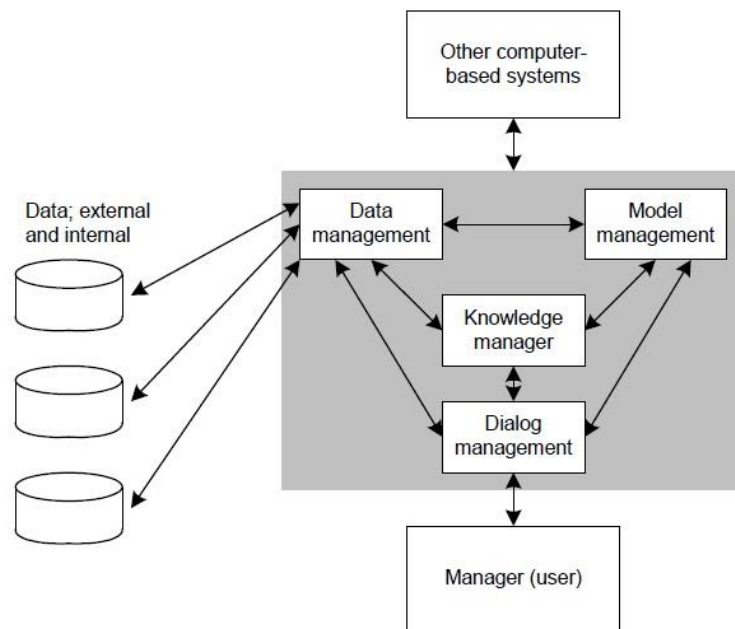 Other computer-
based systems
Data; external
and internal
Data
management
Model
management
Knowledge
manager
Dialog
management
Manager (user)